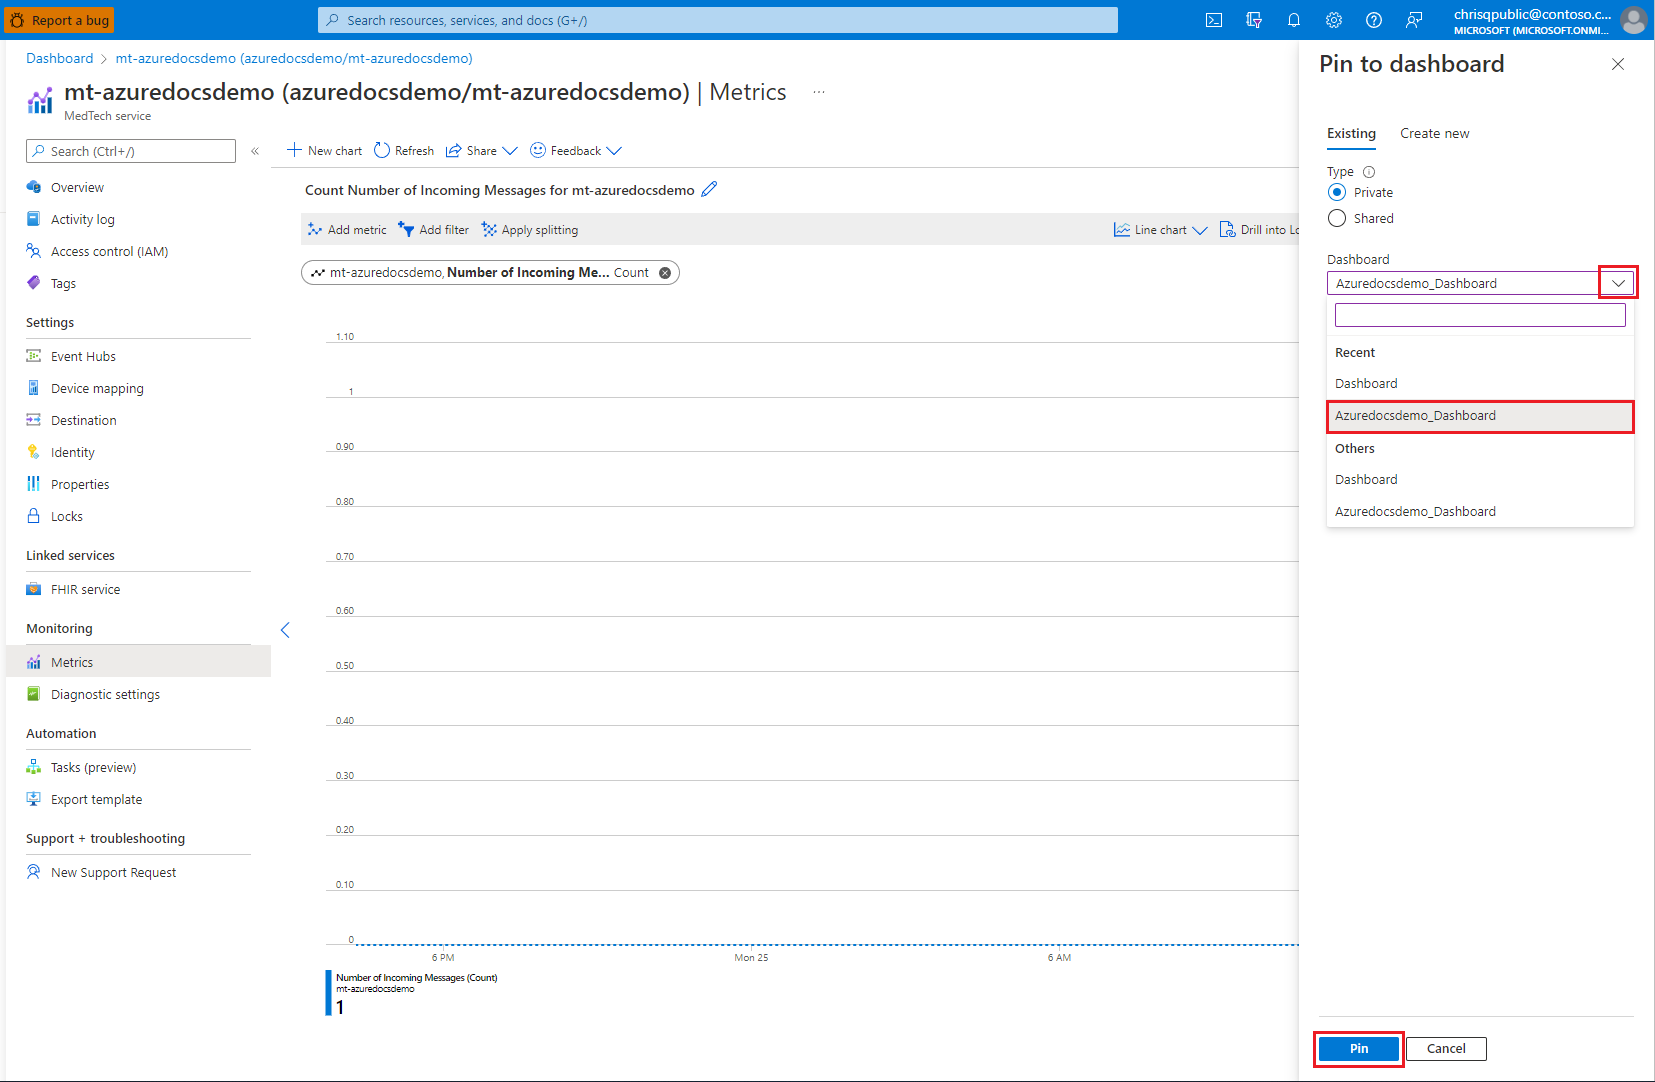 Report a bug
Search resources, services, and docs (G+/)
chrisqpublic@contoso.c...
MICROSOFT (MICROSOFT.ONMI...
Dashboard > mt-azuredocsdemo (azuredocsdemo/mt-azuredocsdemo)
mt-azuredocsdemo (azuredocsdemo/mt-azuredocsdemo) | Metrics ...
MedTech service
Search (Ctrl+/)
«
Overview
Activity log
Access control (IAM)
Tags
Settings
Event Hubs
Device mapping
Destination
Identity
Properties
Locks
Linked services
FHIR service
Monitoring
Metrics
Diagnostic settings
Automation
Tasks (preview)
Export template
Support + troubleshooting
New Support Request
New chart
Refresh
Share
Feedback
Count Number of Incoming Messages for mt-azuredocsdemo
Add metric
Add filter
Apply splitting
Line chart
Drill into Lo
mt-azuredocsdemo, Number of Incoming Me... Count
1.10
1
0.90
0.80
0.70
0.60
0.50
0.40
0.30
0.20
0.10
0
6 PM
Mon 25
6 AM
Number of Incoming Messages (Count)
mt-azuredocsdemo
1
Pin to dashboard
Existing
Create new
Type
Private
Shared
Dashboard
Azuredocsdemo_Dashboard
Recent
Dashboard
Azuredocsdemo_Dashboard
Others
Dashboard
Azuredocsdemo_Dashboard
Pin
Cancel